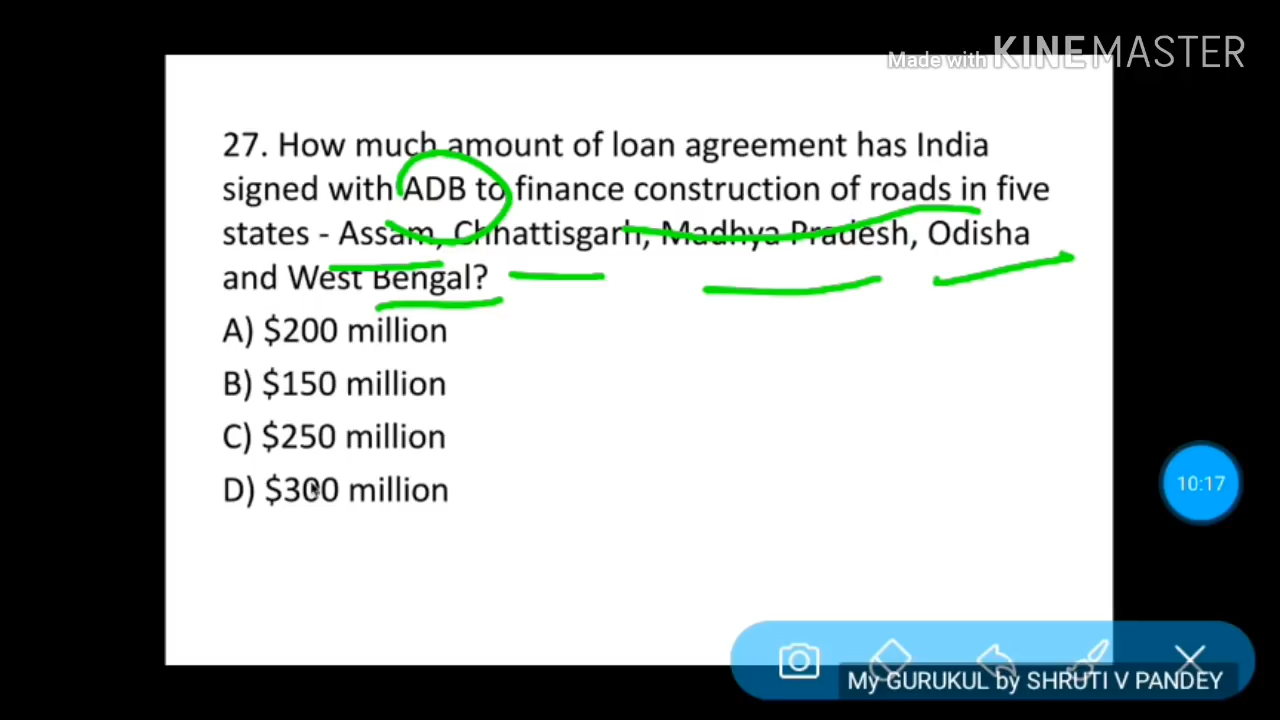 Made with KINEMASTER
27. How much amount of loan agreement has India
signed with ADB to finance construction of roads in five
states - Assam, Chhattisgarh, Madhya Pradesh, Odisha
and West Bengal?
A) $200 million
B) $150 million
C) $250 million
D) $300 million
10:17
My GURUKUL by SHRUTI V PANDEY